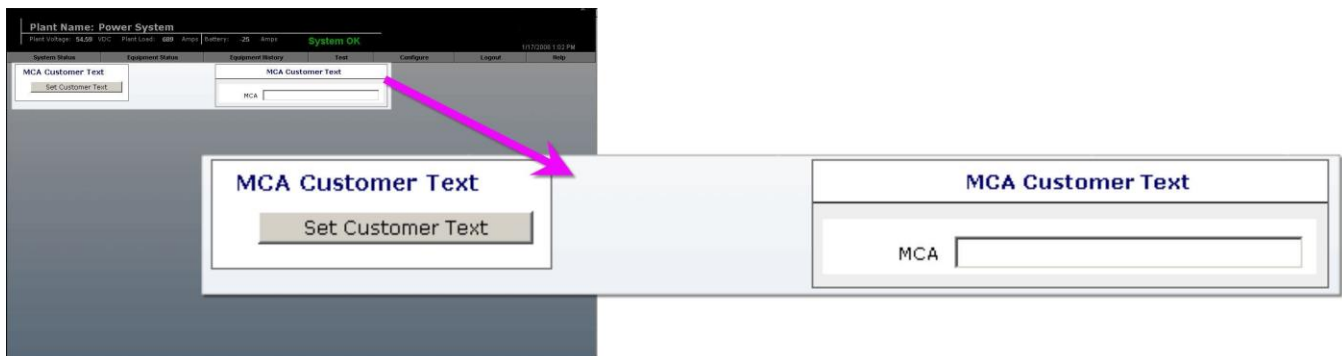 Plant Name: Power System
Plant Voltage: 54.59 VDC Plant Load: 689 Amps Battery: -25 Amps System OK
1/17/2008 1:02 PM
System Status Equipment Status Equipment History Test Configure Logout Help
MCA Customer Text
Set Customer Text
MCA Customer Text
MCA
MCA Customer Text
Set Customer Text
MCA Customer Text
MCA